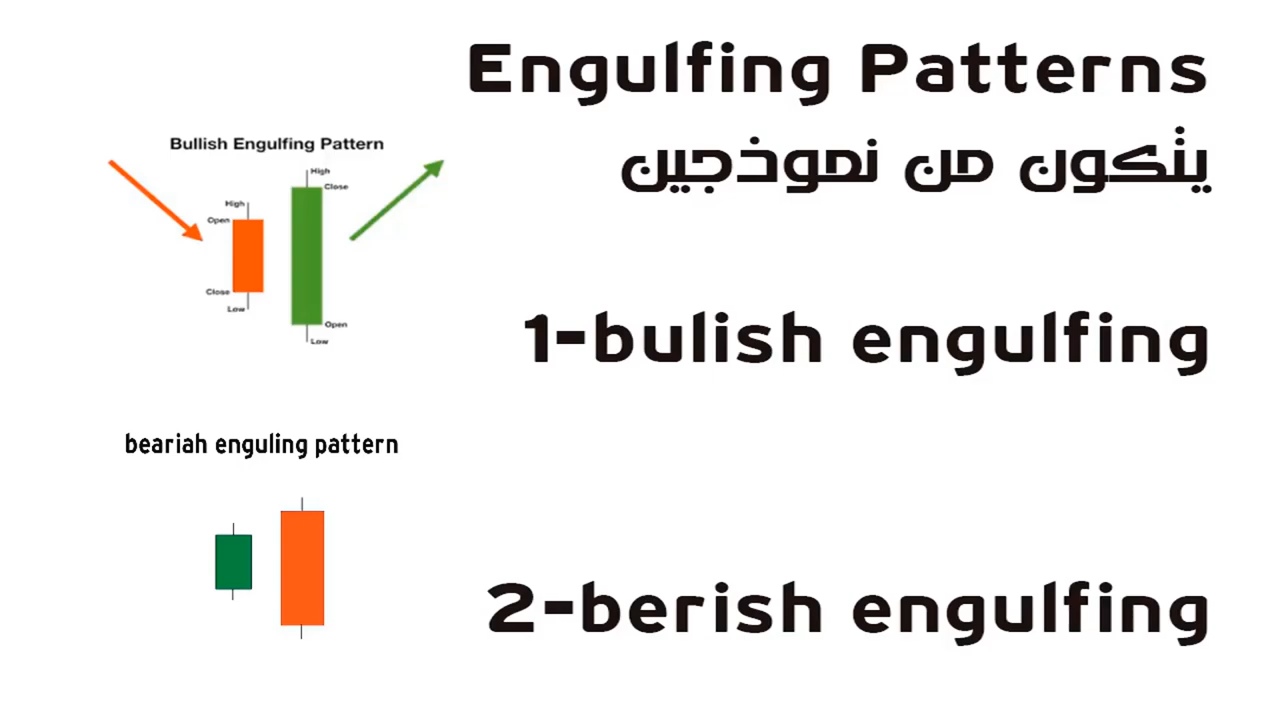 Engulfing Patterns
يتكون من نموذجين
Bullish Engulfing Pattern
High
Close
High
Open
Close
Low
Open
Low
1-bulish engulfing
beariah enguling pattern
2-berish engulfing